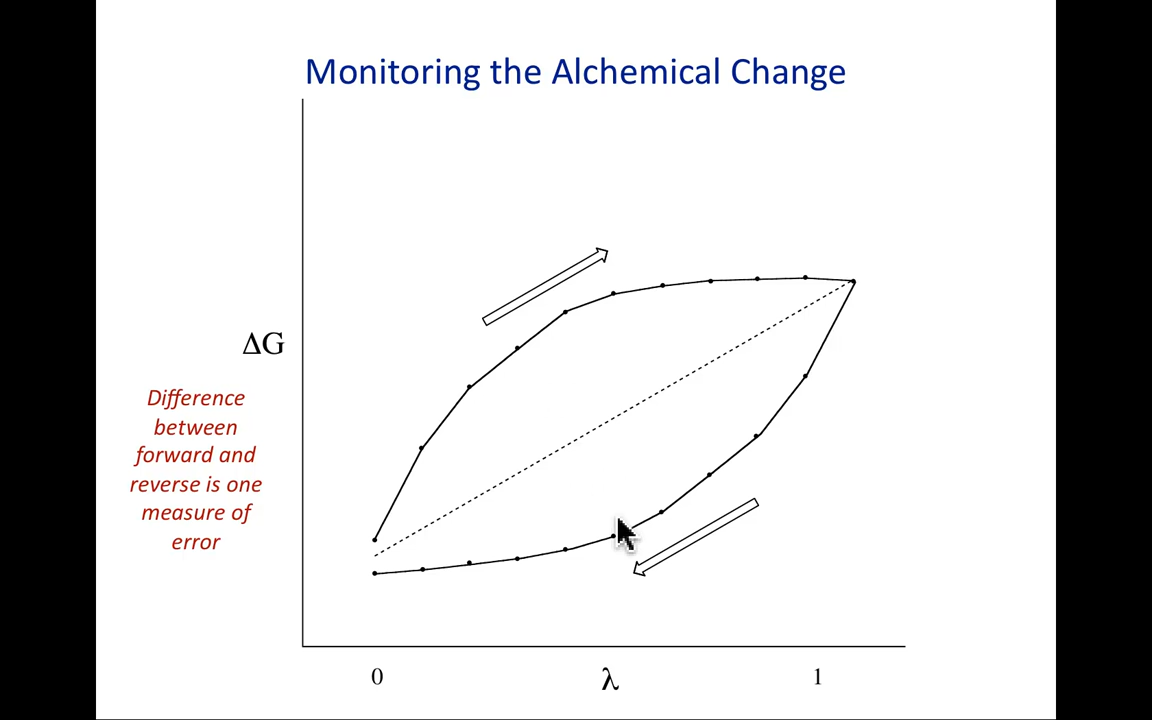 Monitoring the Alchemical Change
ΔG
Difference
between
forward and
reverse is one
measure of
error
0
λ
1